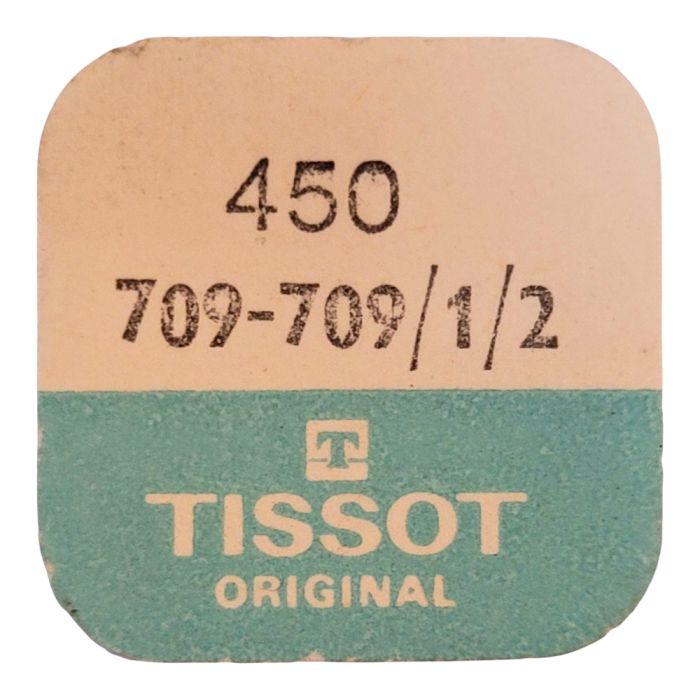 450
709-709/1/2
T
TISSOT
ORIGINAL